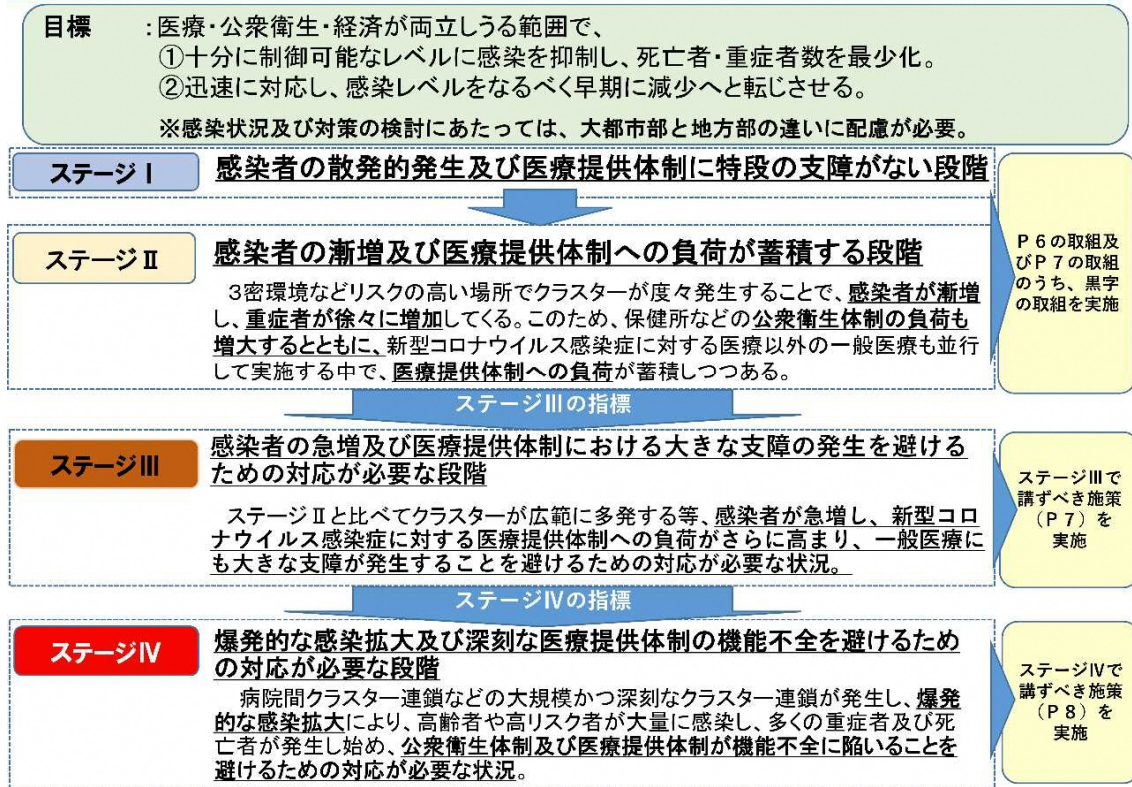 目標　：医療・公衆衛生・経済が両立しうる範囲で、
①十分に制御可能なレベルに感染を抑制し、死亡者・重症者数を最少化。
②迅速に対応し、感染レベルをなるべく早期に減少へと転じさせる。
※感染状況及び対策の検討にあたっては、大都市部と地方部の違いに配慮が必要。
ステージⅠ
感染者の散発的発生及び医療提供体制に特段の支障がない段階
ステージⅡ
感染者の漸増及び医療提供体制への負荷が蓄積する段階
３密環境などリスクの高い場所でクラスターが度々発生することで、感染者が漸増
し、重症者が徐々に増加してくる。このため、保健所などの公衆衛生体制の負荷も
増大するとともに、新型コロナウイルス感染症に対する医療以外の一般医療も並行
して実施する中で、医療提供体制への負荷が蓄積しつつある。
Ｐ６の取組及
びＰ７の取組
のうち、黒字
の取組を実施
ステージⅢの指標
ステージⅢ
感染者の急増及び医療提供体制における大きな支障の発生を避ける
ための対応が必要な段階
ステージⅡと比べてクラスターが広範に多発する等、感染者が急増し、新型コロ
ナウイルス感染症に対する医療提供体制への負荷がさらに高まり、一般医療に
も大きな支障が発生することを避けるための対応が必要な状況。
ステージⅢで
講ずべき施策
（Ｐ７）を
実施
ステージⅣの指標
ステージⅣ
爆発的な感染拡大及び深刻な医療提供体制の機能不全を避けるため
の対応が必要な段階
病院間クラスター連鎖などの大規模かつ深刻なクラスター連鎖が発生し、爆発
的な感染拡大により、高齢者や高リスク者が大量に感染し、多くの重症者及び死
亡者が発生し始め、公衆衛生体制及び医療提供体制が機能不全に陥いることを
避けるための対応が必要な状況。
ステージⅣで
講ずべき施策
（Ｐ８）を
実施